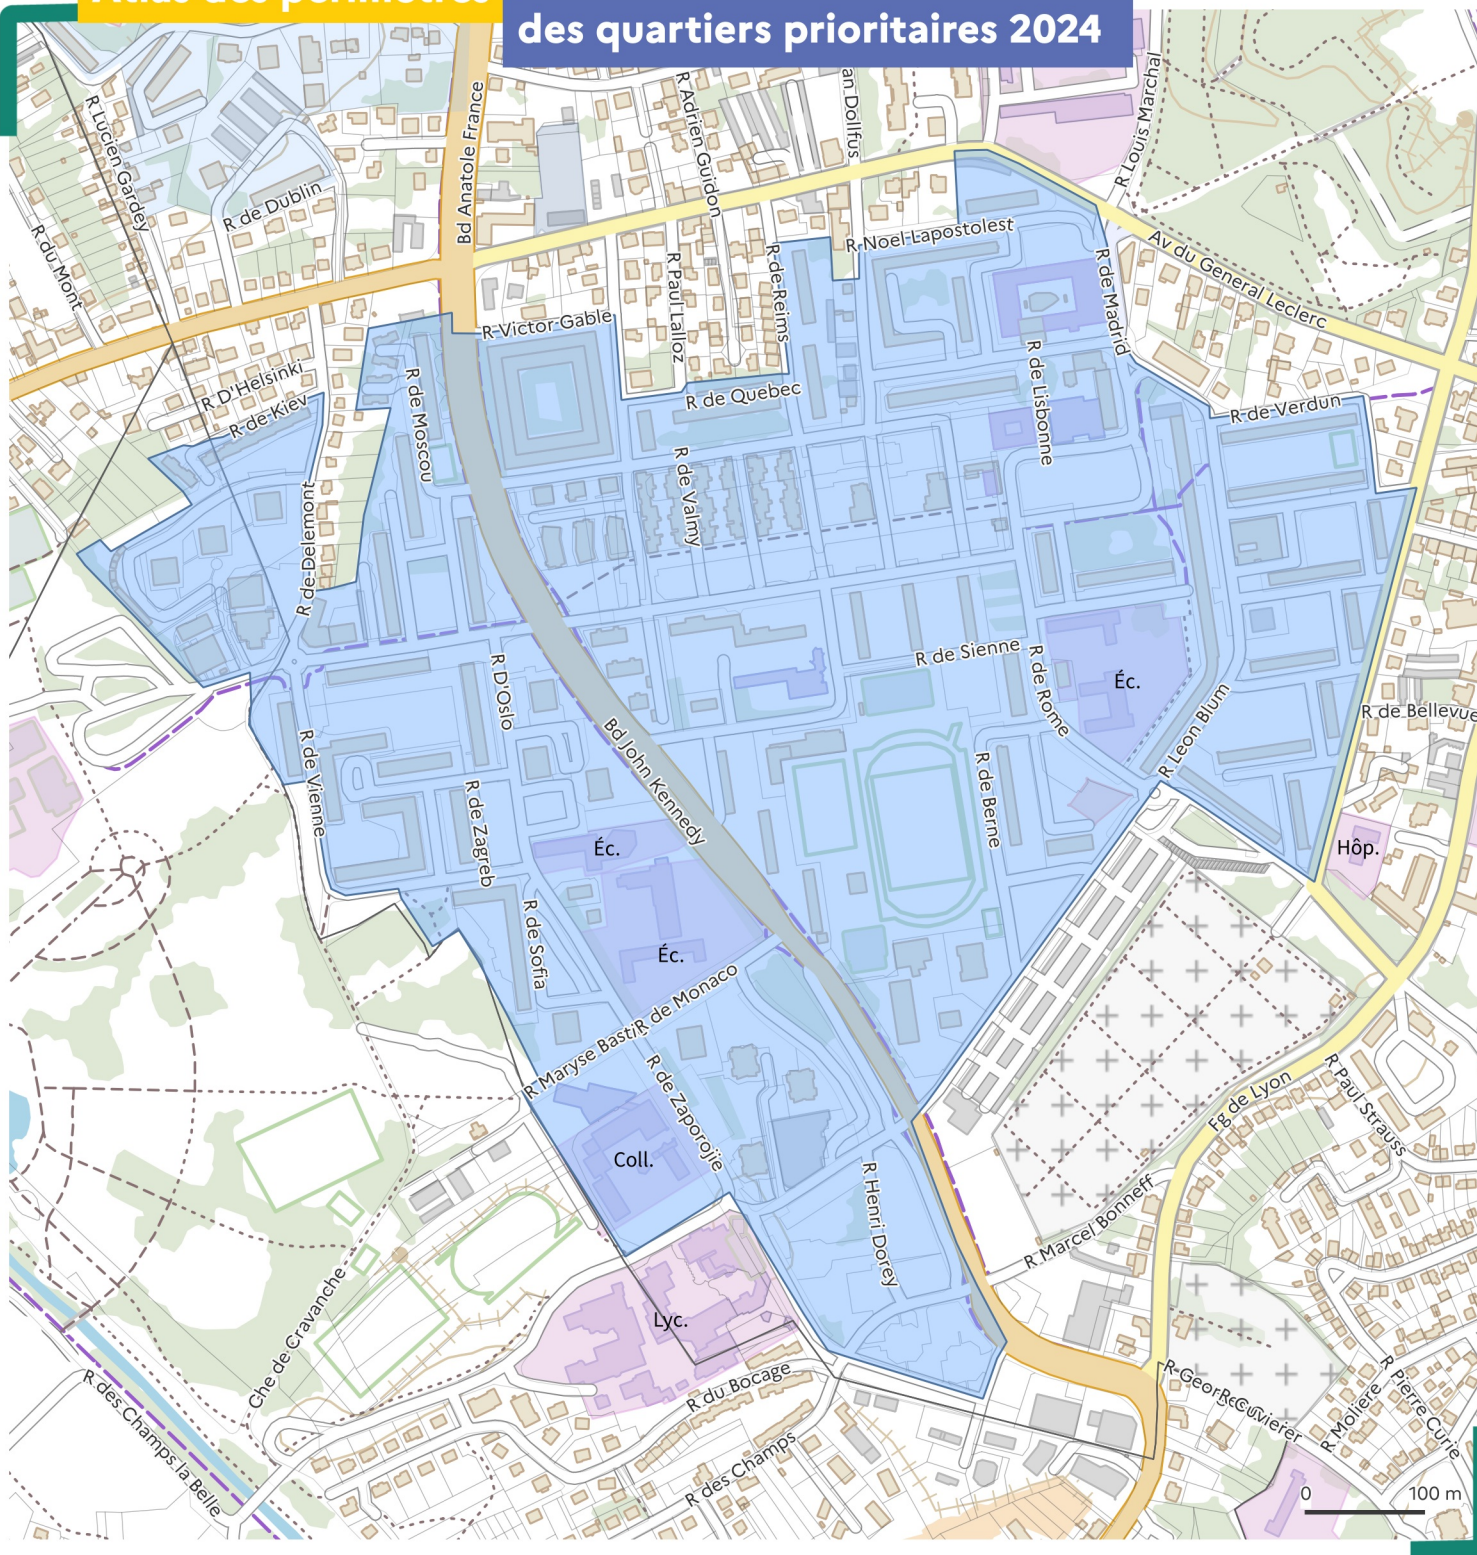 Atlas des périmètres
des quartiers prioritaires 2024
R Lucien Gardey
R du Mont
R de Dublin
Bd Anatole France
R Adrien Guidon
an Dollfus
R Louis Marchal
R Paul Lalloz
R de Reims
R Noel Lapostolest
R de Madrid
Av du General Leclerc
R Victor Gable
R D'Helsinki
R de Kiev
R de Moscou
R de Quebec
R de Lisbonne
R de Verdun
R de Valmy
R de Delemont
R de Sienne
R de Rome
Éc.
R D'Oslo
R Leon Blum
R de Bellevue
R de Vienne
Bd John Kennedy
R de Zagreb
R de Berne
Éc.
Hôp.
R de Sofia
Éc.
R de Monaco
R Maryse Basti
R de Zaporojie
Coll.
R Henri Dorey
Fg de Lyon
R Paul Strauss
R Marcel Bonneff
Che de Cravanche
Lyc.
R du Bocage
R des Champs
R des Champs la Belle
R Moliere
R Pierre Curie
0 100 m